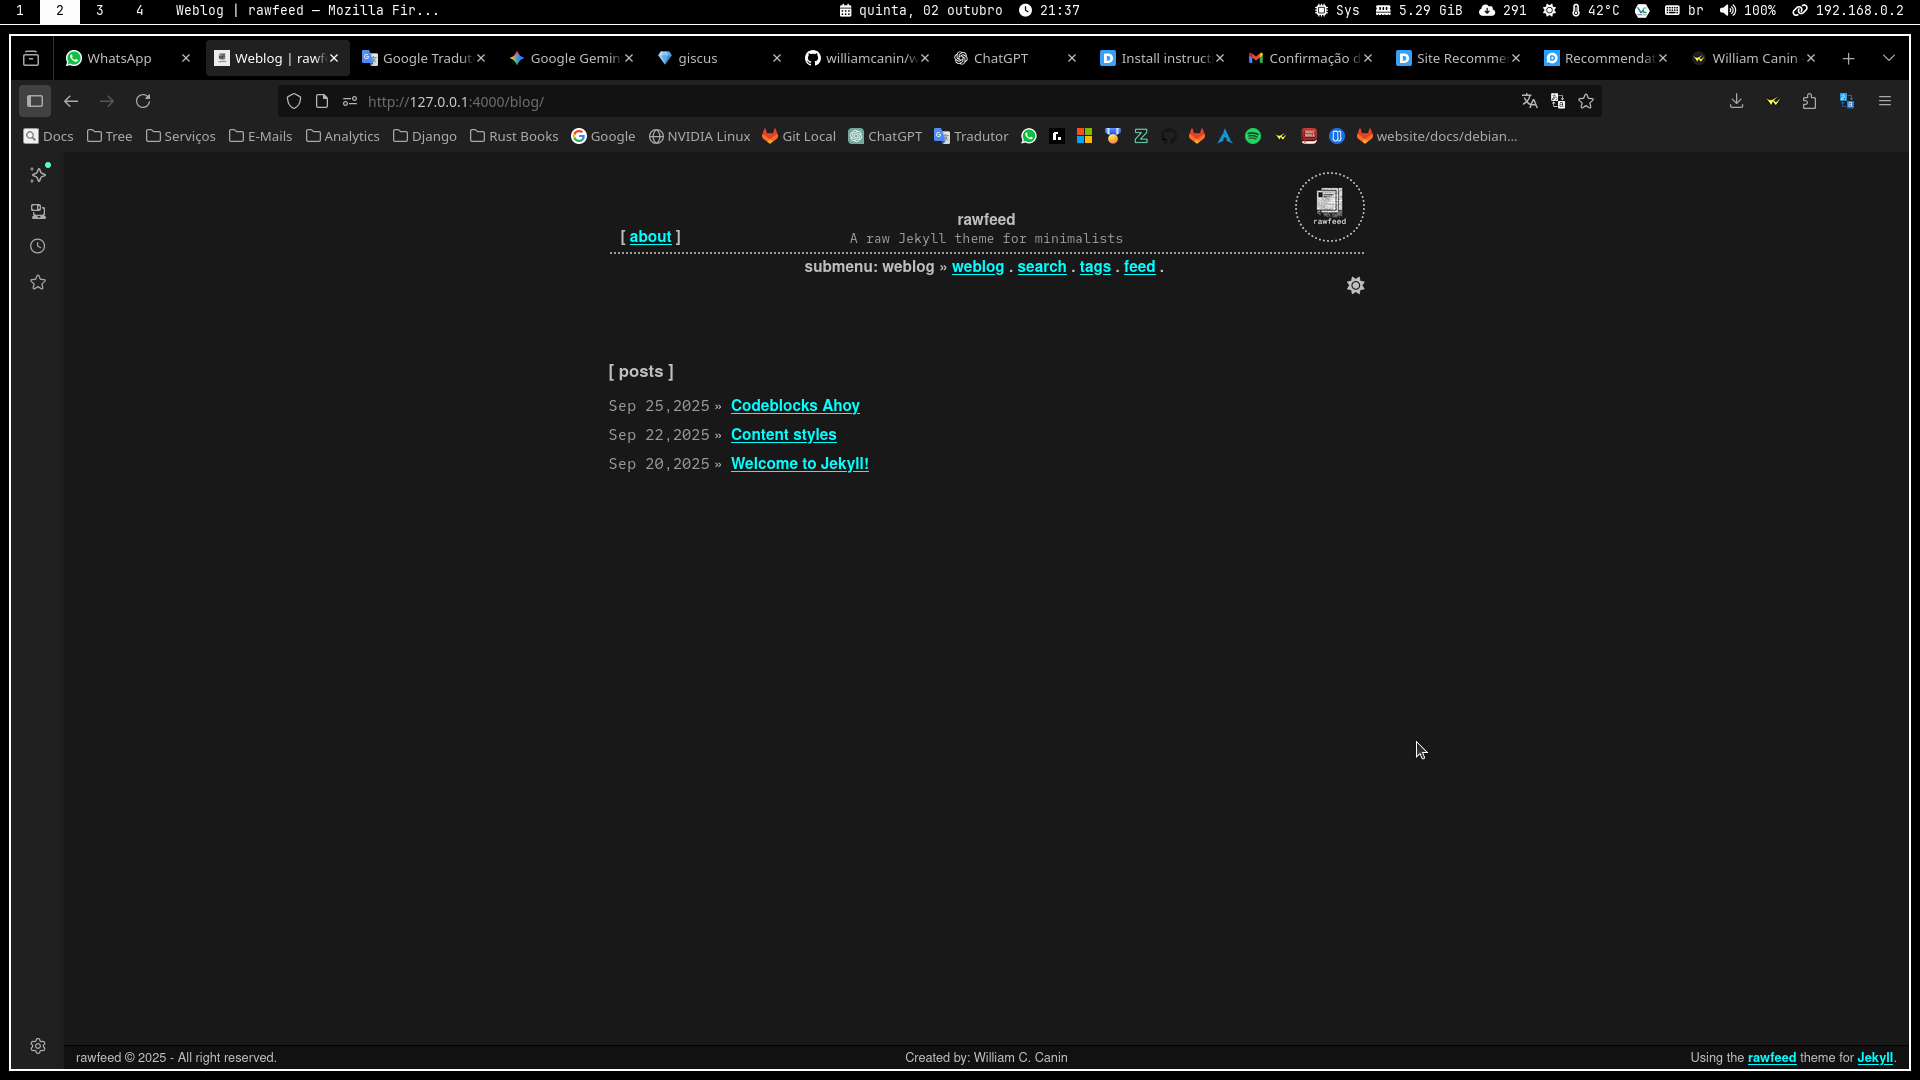 1 2 3 4 Weblog | rawfeed — Mozilla Fir... quinta, 02 outubro 21:37 Sys 5.29 GiB 291 42°C br 100% 192.168.0.2
WhatsApp Weblog | rawf Google Tradut Google Gemin giscus williamcanin/w ChatGPT Install instruct Confirmação d Site Recomme Recommendat William Canin
http://127.0.0.1:4000/blog/
Docs Tree Serviços E-Mails Analytics Django Rust Books Google NVIDIA Linux Git Local ChatGPT Tradutor website/docs/debian...
rawfeed
rawfeed
[ about ]
A raw Jekyll theme for minimalists
submenu: weblog » weblog . search . tags . feed .
[ posts ]
Sep 25,2025 » Codeblocks Ahoy
Sep 22,2025 » Content styles
Sep 20,2025 » Welcome to Jekyll!
rawfeed © 2025 - All right reserved. Created by: William C. Canin Using the rawfeed theme for Jekyll.